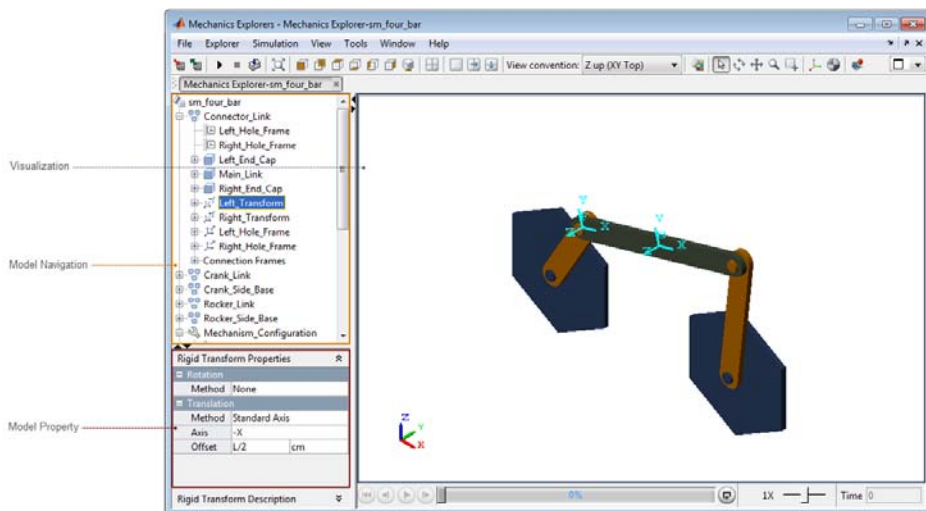 Mechanics Explorers - Mechanics Explorer-sm_four_bar
File Explorer Simulation View Tools Window Help
View convention: Z up (XY Top)
Mechanics Explorer-sm_four_bar
sm_four_bar
Connector_Link
Left_Hole_Frame
Right_Hole_Frame
Left_End_Cap
Main_Link
Right_End_Cap
Left_Transform
Right_Transform
Left_Hole_Frame
Right_Hole_Frame
Connection Frames
Crank_Link
Crank_Side_Base
Rocker_Link
Rocker_Side_Base
Mechanism_Configuration
Visualization
Model Navigation
Model Property
Rigid Transform Properties
Rotation
Method None
Translation
Method Standard Axis
Axis -X
Offset L/2 cm
Rigid Transform Description
Z Y X
Z Y X
Z Y X
0%
1X
Time 0